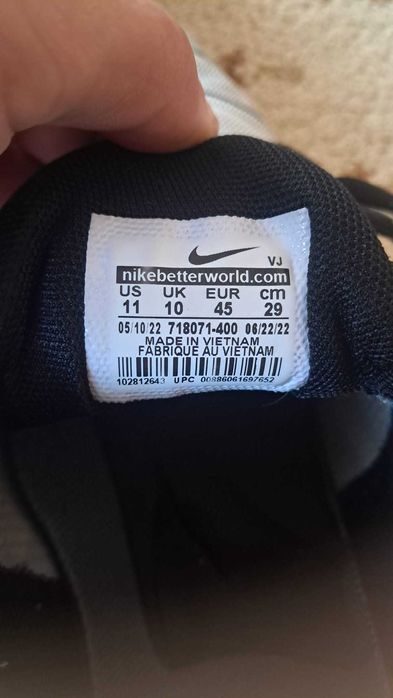 VJ
nikebetterworld.com
US UK EUR cm
11 10 45 29
05/10/22 718071-400 06/22/22
MADE IN VIETNAM
FABRIQUE AU VIETNAM
102812643 UPC 00886061697652